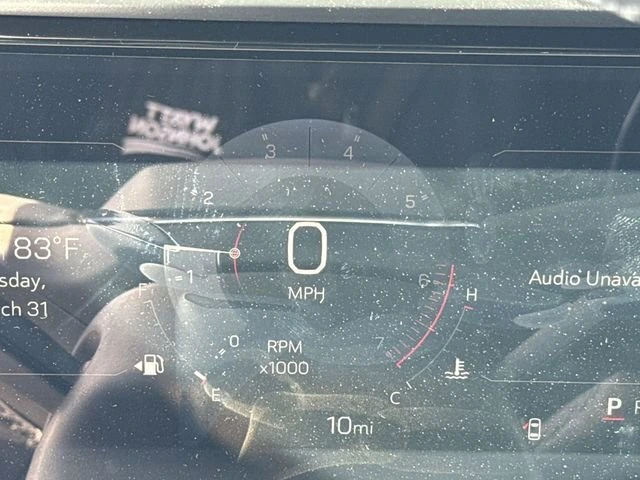 3
4
2
5
83°F
0
sday,
ch 31
1
MPH
6
Audio Unava
F
H
0
RPM
x1000
7
E
C
10mi
P